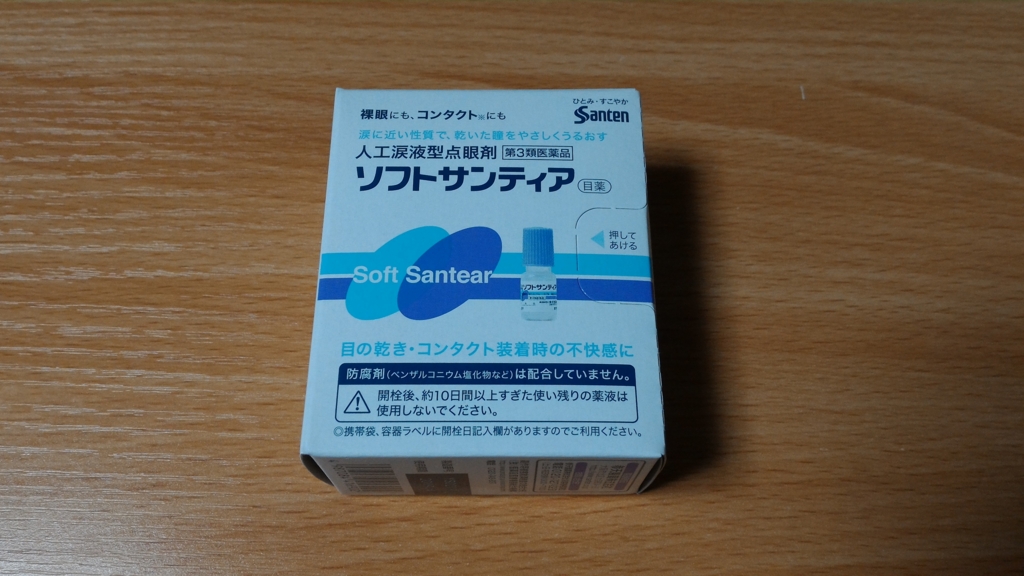 裸眼にも、コンタクト※にも
ひとみ・すこやか
Santen
涙に近い性質で、乾いた瞳をやさしくうるおす
人工涙液型点眼剤 第3類医薬品
ソフトサンティア 目薬
押して
あける
Soft Santear
ソフトサンティア
目の乾き・コンタクト装着時の不快感に
防腐剤(ベンザルコニウム塩化物など)は配合していません。
開栓後、約10日間以上すぎた使い残りの薬液は
使用しないでください。
◎携帯袋、容器ラベルに開栓日記入欄がありますのでご利用ください。